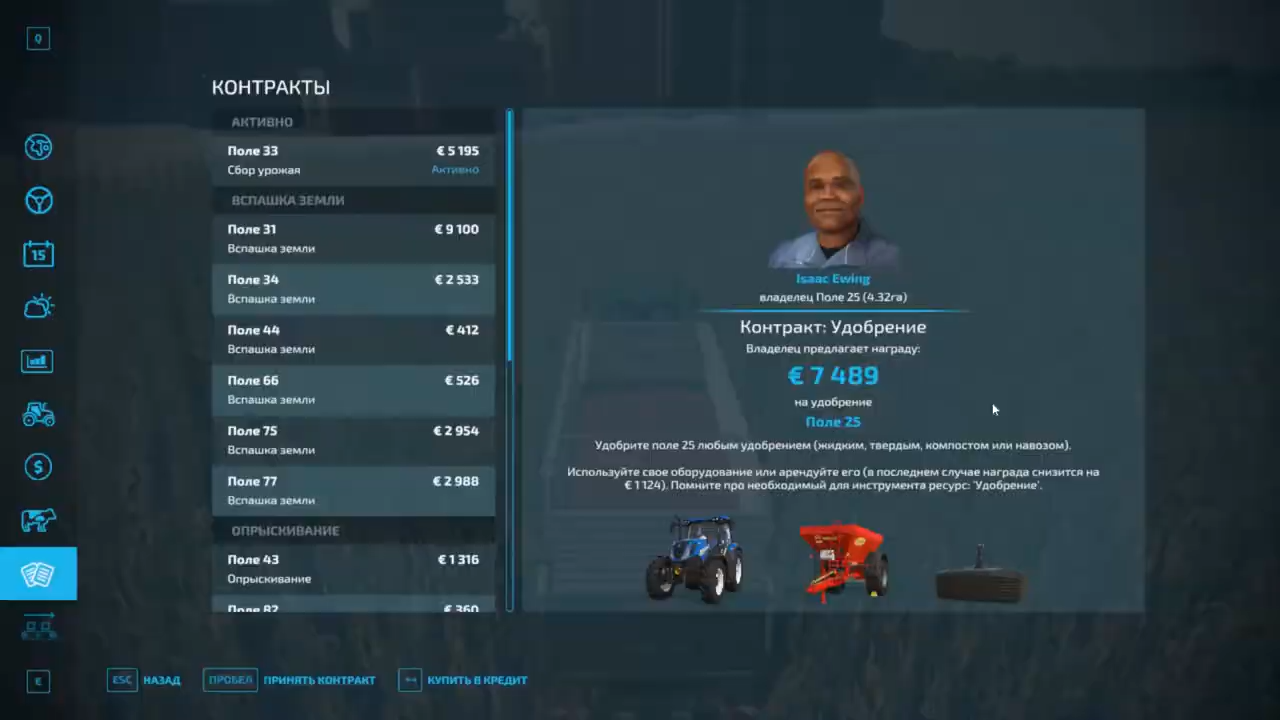 Q
КОНТРАКТЫ
АКТИВНО
Поле 33 € 5 195
Сбор урожая Активно
ВСПАШКА ЗЕМЛИ
Поле 31 € 9 100
Вспашка земли
Поле 34 € 2 533
Вспашка земли
Поле 44 € 412
Вспашка земли
Поле 66 € 526
Вспашка земли
Поле 75 € 2 954
Вспашка земли
Поле 77 € 2 988
Вспашка земли
ОПРЫСКИВАНИЕ
Поле 43 € 1 316
Опрыскивание
Поле 82 € 360
15
$
Isaac Ewing
владелец Поле 25 (4.32га)
Контракт: Удобрение
Владелец предлагает награду:
€ 7 489
на удобрение
Поле 25
Удобрите поле 25 любым удобрением (жидким, твердым, компостом или навозом).
Используйте свое оборудование или арендуйте его (в последнем случае награда снизится на
€ 1 124). Помните про необходимый для инструмента ресурс: 'Удобрение'.
E
ESC НАЗАД ПРОБЕЛ ПРИНЯТЬ КОНТРАКТ КУПИТЬ В КРЕДИТ